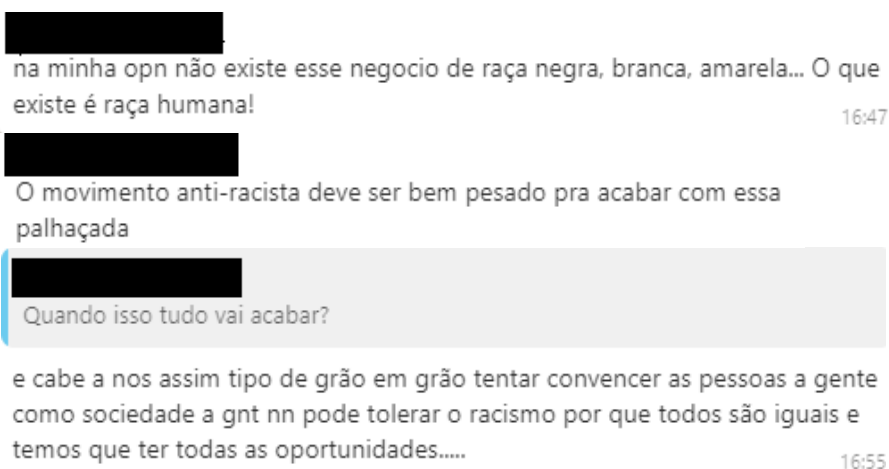 na minha opn não existe esse negocio de raça negra, branca, amarela... O que
existe é raça humana!
16:47
O movimento anti-racista deve ser bem pesado pra acabar com essa
palhaçada
Quando isso tudo vai acabar?
e cabe a nos assim tipo de grão em grão tentar convencer as pessoas a gente
como sociedade a gnt nn pode tolerar o racismo por que todos são iguais e
temos que ter todas as oportunidades.....
16:55